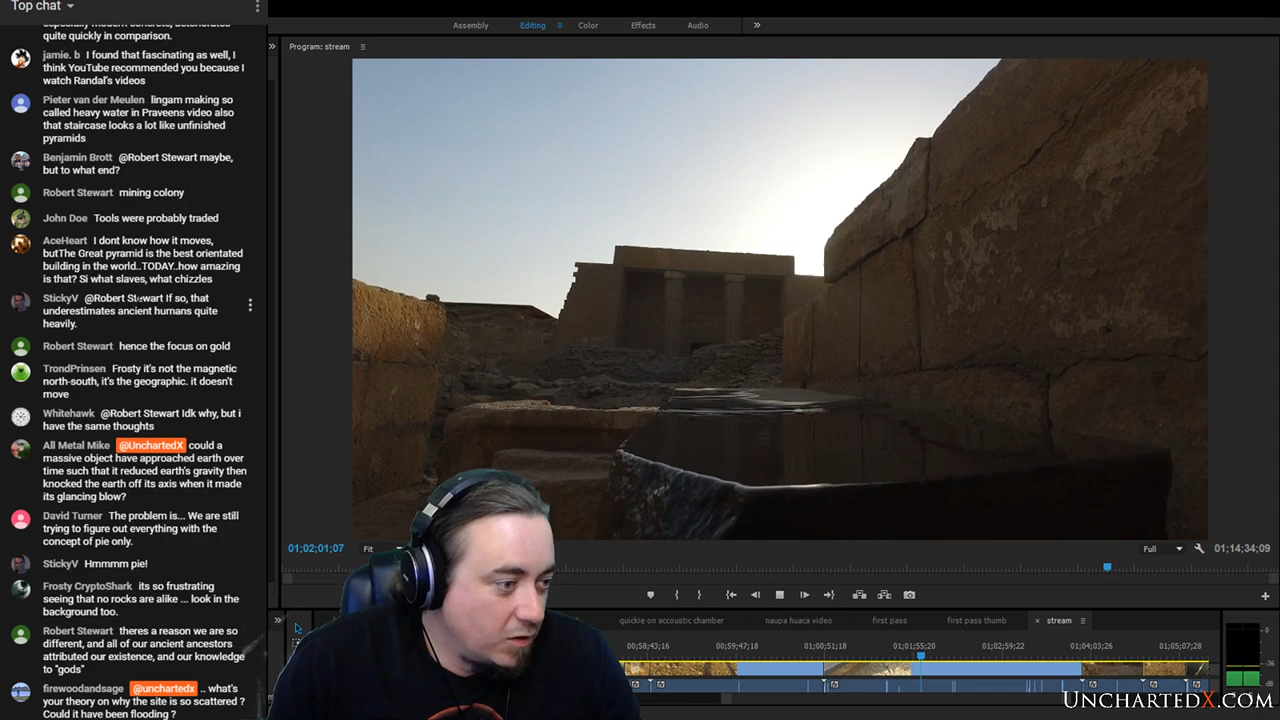 Top chat
especially modern concrete, deteriorates
quite quickly in comparison.
jamie. b I found that fascinating as well, I
think YouTube recommended you because I
watch Randal's videos
Pieter van der Meulen lingam making so
called heavy water in Praveens video also
that staircase looks a lot like unfinished
pyramids
Benjamin Brott @Robert Stewart maybe,
but to what end?
Robert Stewart mining colony
John Doe Tools were probably traded
AceHeart I dont know how it moves,
butThe Great pyramid is the best orientated
building in the world..TODAY..how amazing
is that? Si what slaves, what chizzles
StickyV @Robert Stewart If so, that
underestimates ancient humans quite
heavily.
Robert Stewart hence the focus on gold
TrondPrinsen Frosty it's not the magnetic
north-south, it's the geographic. it doesn't
move
Whitehawk @Robert Stewart Idk why, but i
have the same thoughts
All Metal Mike @UnchartedX could a
massive object have approached earth over
time such that it reduced earth's gravity then
knocked the earth off its axis when it made
its glancing blow?
David Turner The problem is... We are still
trying to figure out everything with the
concept of pie only.
StickyV Hmmmm pie!
Frosty CryptoShark its so frustrating
seeing that no rocks are alike ... look in the
background too.
Robert Stewart theres a reason we are so
different, and all of our ancient ancestors
attributed our existence, and our knowledge
to "gods"
firewoodandsage @unchartedx .. what's
your theory on why the site is so scattered ?
Could it have been flooding ?
Assembly Editing Color Effects Audio
Program: stream
01;02;01;07 Fit Full 01;14;34;09
quickie on accoustic chamber naupa huaca video first pass first pass thumb × stream
00;58;43;16 00;59;47;18 01;00;51;18 01;01;55;20 01;02;59;22 01;04;03;26 01;05;07;28
0
-36
UNCHARTEDX.COM